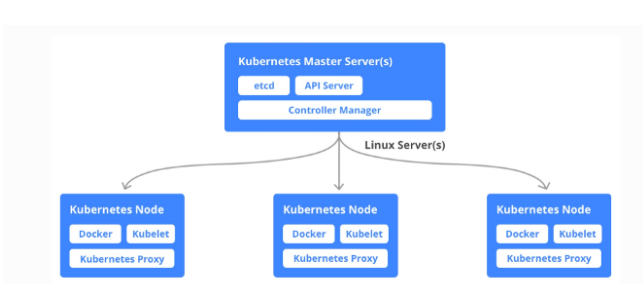 Kubernetes Master Server(s)
etcd API Server
Controller Manager
Linux Server(s)
Kubernetes Node
Docker Kubelet
Kubernetes Proxy
Kubernetes Node
Docker Kubelet
Kubernetes Proxy
Kubernetes Node
Docker Kubelet
Kubernetes Proxy